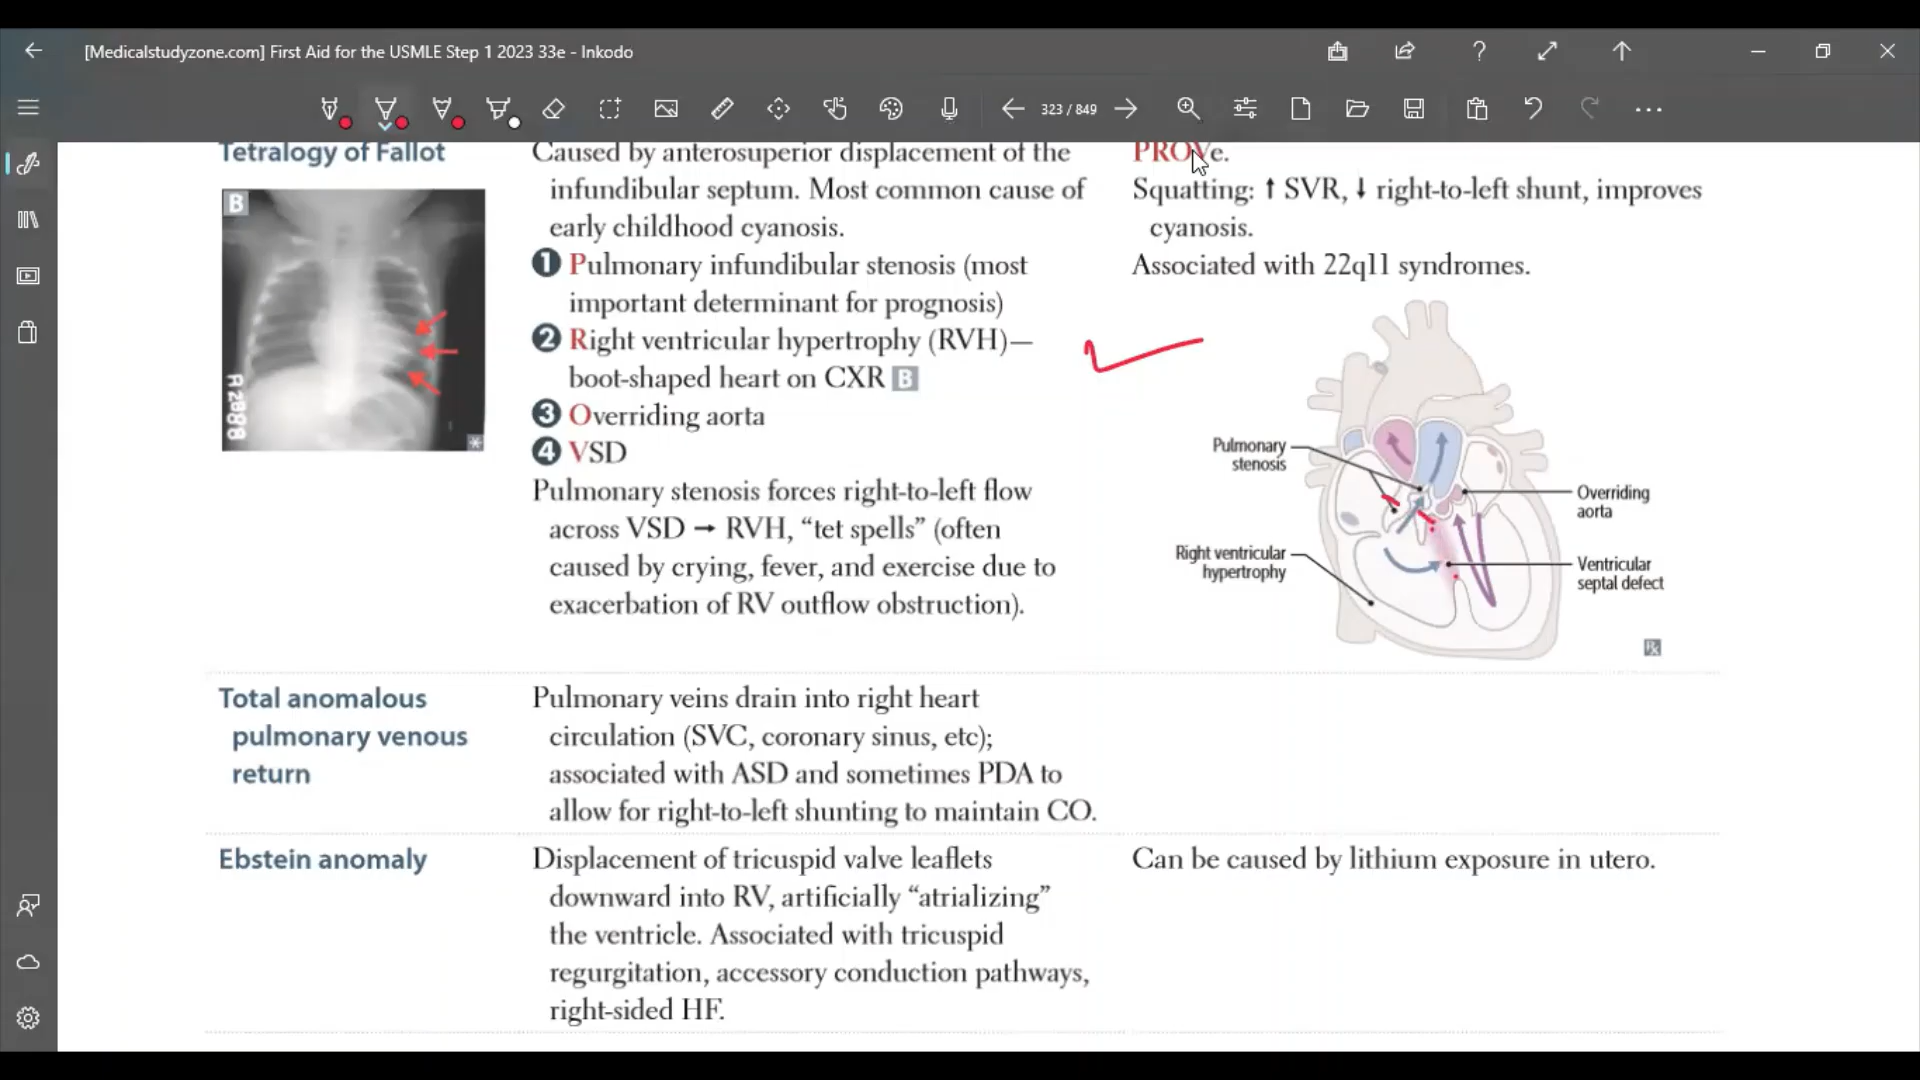 [Medicalstudyzone.com] First Aid for the USMLE Step 1 2023 33e - Inkodo
323 / 849
Tetralogy of Fallot
B
A2888
Caused by anterosuperior displacement of the
infundibular septum. Most common cause of
early childhood cyanosis.
1 Pulmonary infundibular stenosis (most
important determinant for prognosis)
2 Right ventricular hypertrophy (RVH)—
boot-shaped heart on CXR B
3 Overriding aorta
4 VSD
Pulmonary stenosis forces right-to-left flow
across VSD → RVH, “tet spells” (often
caused by crying, fever, and exercise due to
exacerbation of RV outflow obstruction).
PROVe.
Squatting: ↑ SVR, ↓ right-to-left shunt, improves
cyanosis.
Associated with 22q11 syndromes.
Pulmonary
stenosis
Right ventricular
hypertrophy
Overriding
aorta
Ventricular
septal defect
Rx
Total anomalous
pulmonary venous
return
Pulmonary veins drain into right heart
circulation (SVC, coronary sinus, etc);
associated with ASD and sometimes PDA to
allow for right-to-left shunting to maintain CO.
Ebstein anomaly
Displacement of tricuspid valve leaflets
downward into RV, artificially “atrializing”
the ventricle. Associated with tricuspid
regurgitation, accessory conduction pathways,
right-sided HF.
Can be caused by lithium exposure in utero.